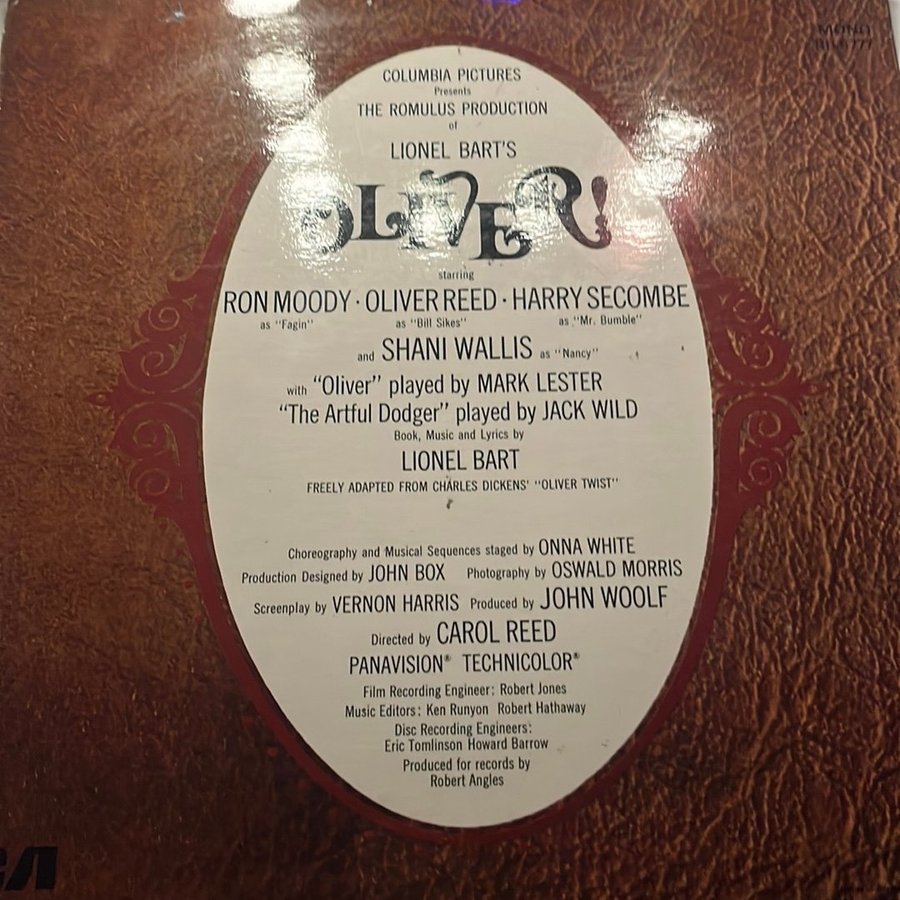 MONO
COLUMBIA PICTURES
Presents
THE ROMULUS PRODUCTION
of
LIONEL BART'S
OLIVER!
starring
RON MOODY · OLIVER REED · HARRY SECOMBE
as "Fagin" as "Bill Sikes" as "Mr. Bumble"
and SHANI WALLIS as "Nancy"
with "Oliver" played by MARK LESTER
"The Artful Dodger" played by JACK WILD
Book, Music and Lyrics by
LIONEL BART
FREELY ADAPTED FROM CHARLES DICKENS' "OLIVER TWIST"
Choreography and Musical Sequences staged by ONNA WHITE
Production Designed by JOHN BOX Photography by OSWALD MORRIS
Screenplay by VERNON HARRIS Produced by JOHN WOOLF
Directed by CAROL REED
PANAVISION® TECHNICOLOR®
Film Recording Engineer: Robert Jones
Music Editors: Ken Runyon Robert Hathaway
Disc Recording Engineers:
Eric Tomlinson Howard Barrow
Produced for records by
Robert Angles